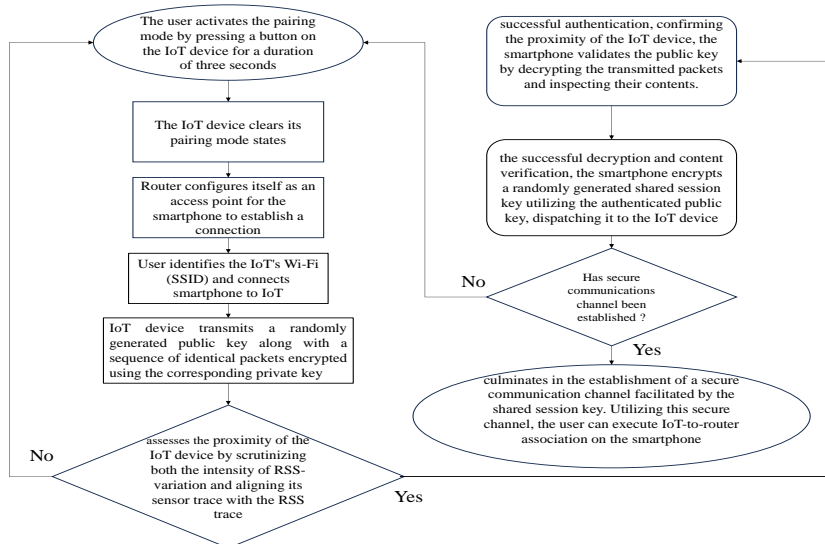 The user activates the pairing
mode by pressing a button on
the IoT device for a duration
of three seconds
The IoT device clears its
pairing mode states
Router configures itself as an
access point for the
smartphone to establish a
connection
User identifies the IoT's Wi-Fi
(SSID) and connects
smartphone to IoT
IoT device transmits a randomly
generated public key along with a
sequence of identical packets encrypted
using the corresponding private key
assesses the proximity of the
IoT device by scrutinizing
both the intensity of RSS-
variation and aligning its
sensor trace with the RSS
trace
No
Yes
successful authentication, confirming
the proximity of the IoT device, the
smartphone validates the public key
by decrypting the transmitted packets
and inspecting their contents.
the successful decryption and content
verification, the smartphone encrypts
a randomly generated shared session
key utilizing the authenticated public
key, dispatching it to the IoT device
Has secure
communications
channel been
established ?
No
Yes
culminates in the establishment of a secure
communication channel facilitated by the
shared session key. Utilizing this secure
channel, the user can execute IoT-to-router
association on the smartphone